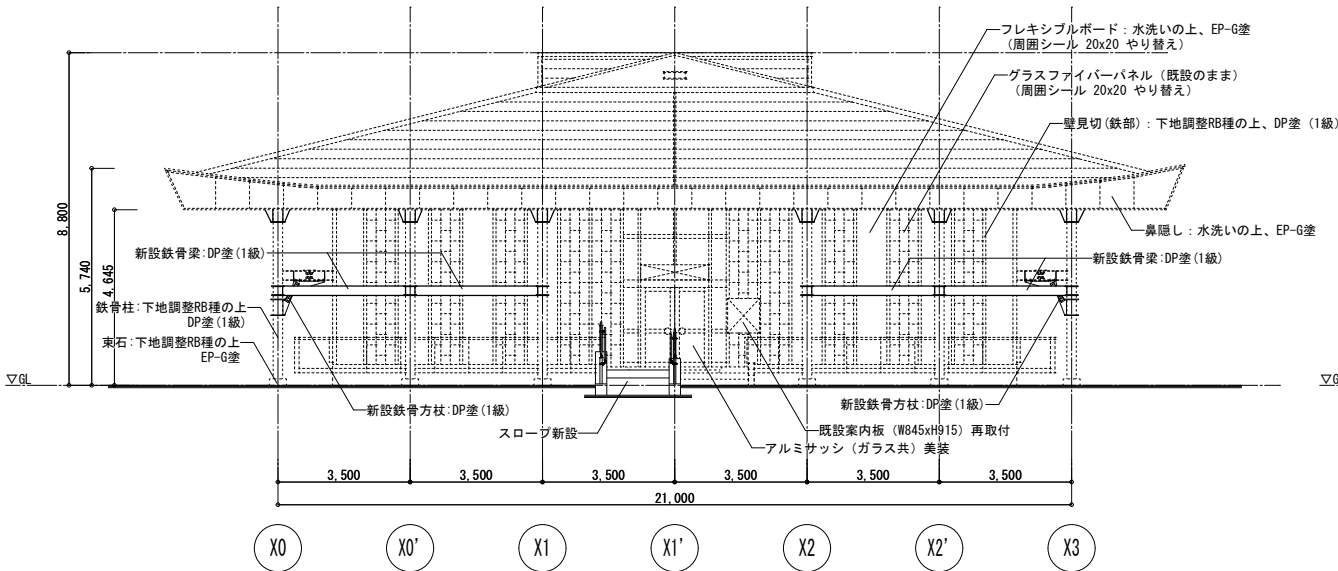 フレキシブルボード：水洗いの上、EP-G塗
（周囲シール 20x20 やり替え）
グラスファイバーパネル（既設のまま）
（周囲シール 20x20 やり替え）
壁見切(鉄部)：下地調整RB種の上、DP塗（1級）
鼻隠し：水洗いの上、EP-G塗
8,800
5,740
4,645
新設鉄骨梁:DP塗(1級)
新設鉄骨梁:DP塗(1級)
鉄骨柱:下地調整RB種の上
DP塗(1級)
束石:下地調整RB種の上
EP-G塗
▽GL
▽G
新設鉄骨方杖:DP塗(1級)
新設鉄骨方杖:DP塗(1級)
スロープ新設
既設案内板（W845xH915）再取付
アルミサッシ（ガラス共）美装
3,500 3,500 3,500 3,500 3,500 3,500
21,000
X0 X0' X1 X1' X2 X2' X3